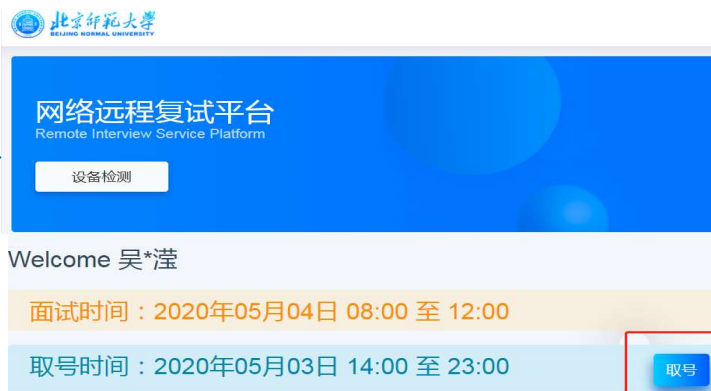 北京师范大学
BEIJING NORMAL UNIVERSITY
网络远程复试平台
Remote Interview Service Platform
设备检测
Welcome 吴*滢
面试时间：2020年05月04日 08:00 至 12:00
取号时间：2020年05月03日 14:00 至 23:00
取号